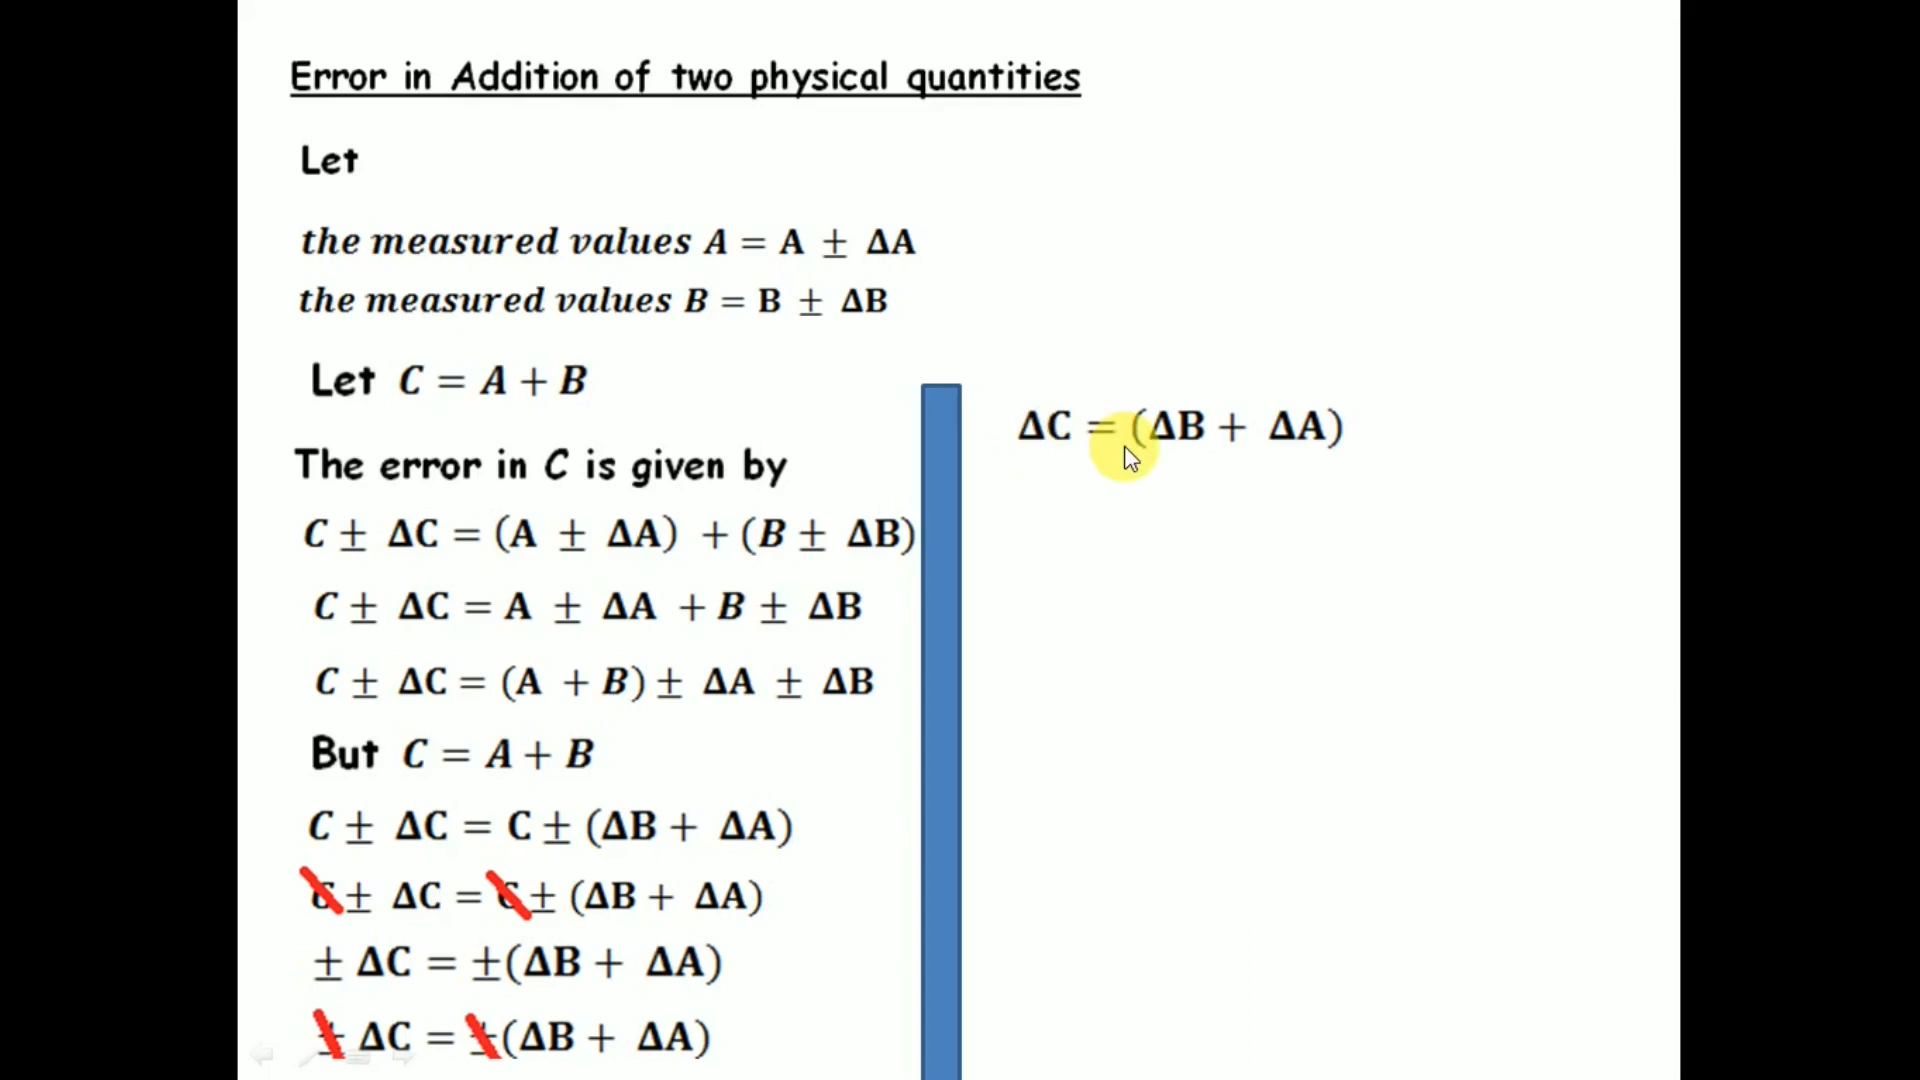 Error in Addition of two physical quantities
Let
the measured values A = A ± ΔA
the measured values B = B ± ΔB
Let C = A + B
The error in C is given by
C ± ΔC = (A ± ΔA) + (B ± ΔB)
C ± ΔC = A ± ΔA + B ± ΔB
C ± ΔC = (A + B) ± ΔA ± ΔB
But C = A + B
C ± ΔC = C ± (ΔB + ΔA)
C ± ΔC = C ± (ΔB + ΔA)
± ΔC = ±(ΔB + ΔA)
± ΔC = ±(ΔB + ΔA)
ΔC = (ΔB + ΔA)